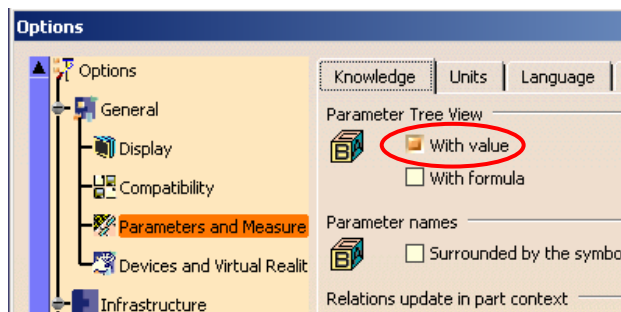 Options
Options
General
Display
Compatibility
Parameters and Measure
Devices and Virtual Realit
Infrastructure
Knowledge
Units
Language
Parameter Tree View
With value
With formula
Parameter names
Surrounded by the symbo
Relations update in part context